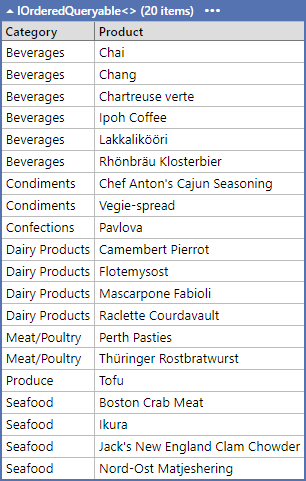 IOrderedQueryable<> (20 items) •••
Category Product
Beverages Chai
Beverages Chang
Beverages Chartreuse verte
Beverages Ipoh Coffee
Beverages Lakkalikööri
Beverages Rhönbräu Klosterbier
Condiments Chef Anton's Cajun Seasoning
Condiments Vegie-spread
Confections Pavlova
Dairy Products Camembert Pierrot
Dairy Products Flotemysost
Dairy Products Mascarpone Fabioli
Dairy Products Raclette Courdavault
Meat/Poultry Perth Pasties
Meat/Poultry Thüringer Rostbratwurst
Produce Tofu
Seafood Boston Crab Meat
Seafood Ikura
Seafood Jack's New England Clam Chowder
Seafood Nord-Ost Matjeshering